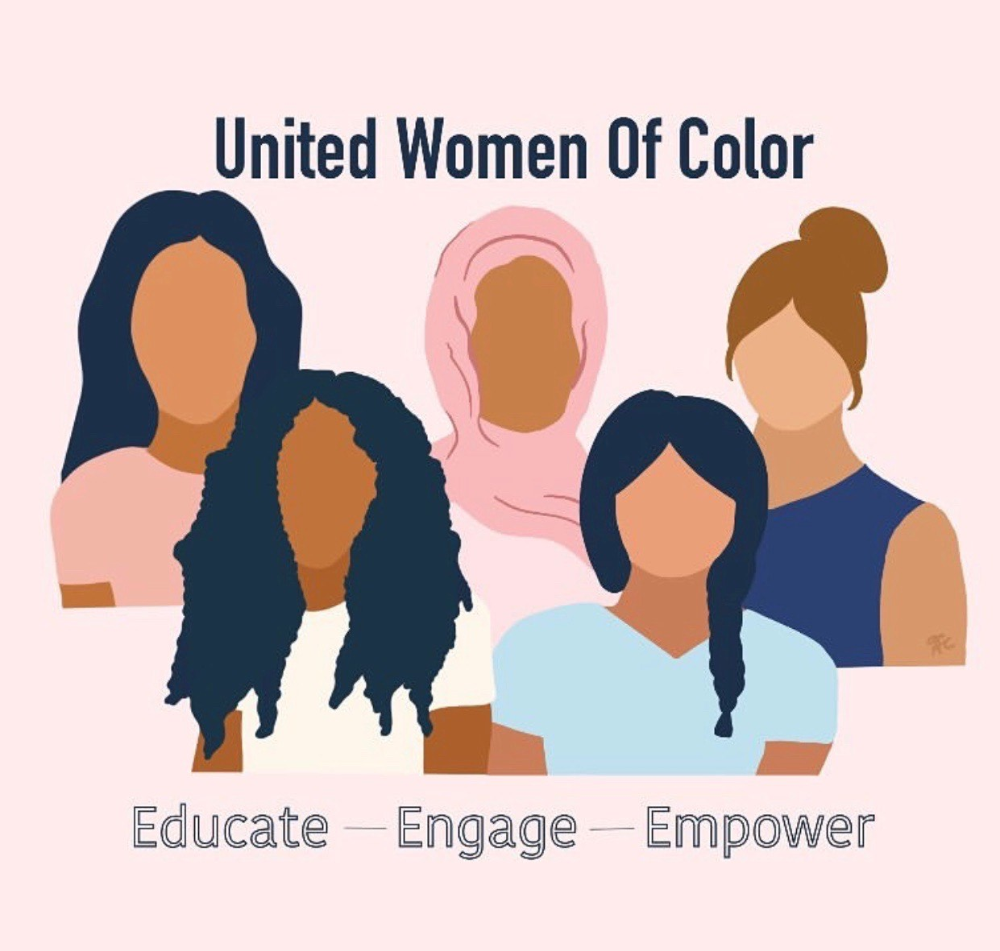 United Women Of Color
Educate — Engage — Empower